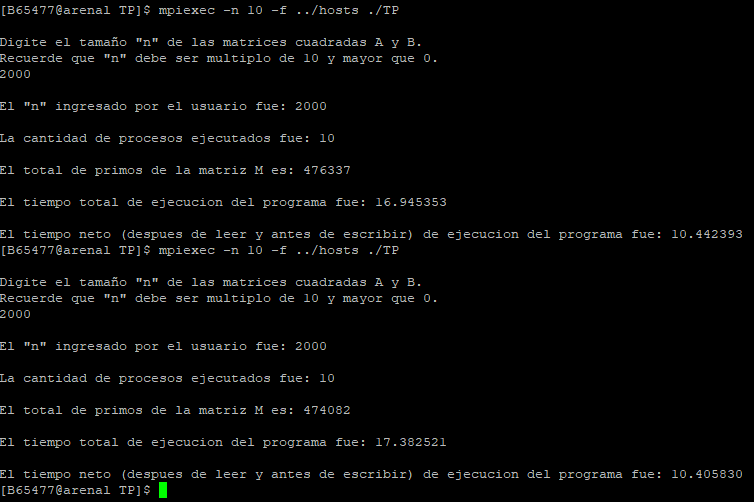 [B65477@arenal TP]$ mpiexec -n 10 -f ../hosts ./TP
Digite el tamaño "n" de las matrices cuadradas A y B.
Recuerde que "n" debe ser multiplo de 10 y mayor que 0.
2000
El "n" ingresado por el usuario fue: 2000
La cantidad de procesos ejecutados fue: 10
El total de primos de la matriz M es: 476337
El tiempo total de ejecucion del programa fue: 16.945353
El tiempo neto (despues de leer y antes de escribir) de ejecucion del programa fue: 10.442393
[B65477@arenal TP]$ mpiexec -n 10 -f ../hosts ./TP
Digite el tamaño "n" de las matrices cuadradas A y B.
Recuerde que "n" debe ser multiplo de 10 y mayor que 0.
2000
El "n" ingresado por el usuario fue: 2000
La cantidad de procesos ejecutados fue: 10
El total de primos de la matriz M es: 474082
El tiempo total de ejecucion del programa fue: 17.382521
El tiempo neto (despues de leer y antes de escribir) de ejecucion del programa fue: 10.405830
[B65477@arenal TP]$